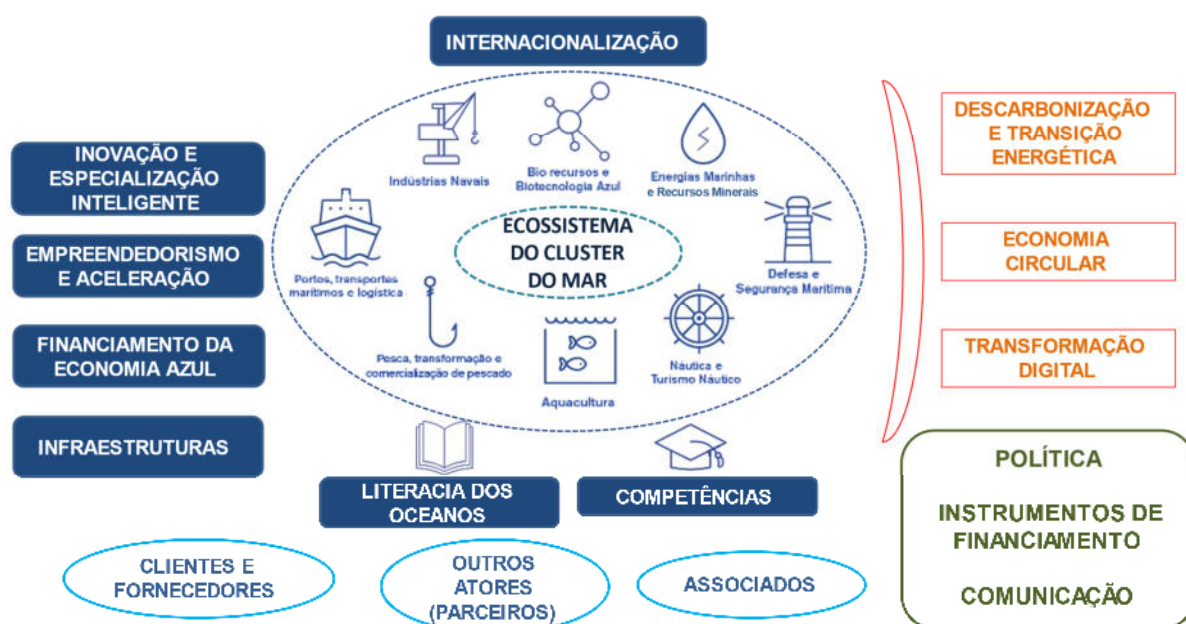 INTERNACIONALIZAÇÃO
INOVAÇÃO E
ESPECIALIZAÇÃO
INTELIGENTE
EMPREENDEDORISMO
E ACELERAÇÃO
FINANCIAMENTO DA
ECONOMIA AZUL
INFRAESTRUTURAS
Indústrias Navais
Bio recursos e
Biotecnologia Azul
Energias Marinhas
e Recursos Minerais
Portos, transportes
marítimos e logística
ECOSSISTEMA
DO CLUSTER
DO MAR
Defesa e
Segurança Marítima
Pesca, transformação e
comercialização de pescado
Aquacultura
Náutica e
Turismo Náutico
DESCARBONIZAÇÃO
E TRANSIÇÃO
ENERGÉTICA
ECONOMIA
CIRCULAR
TRANSFORMAÇÃO
DIGITAL
LITERACIA DOS
OCEANOS
COMPETÊNCIAS
POLÍTICA
INSTRUMENTOS DE
FINANCIAMENTO
COMUNICAÇÃO
CLIENTES E
FORNECEDORES
OUTROS
ATORES
(PARCEIROS)
ASSOCIADOS